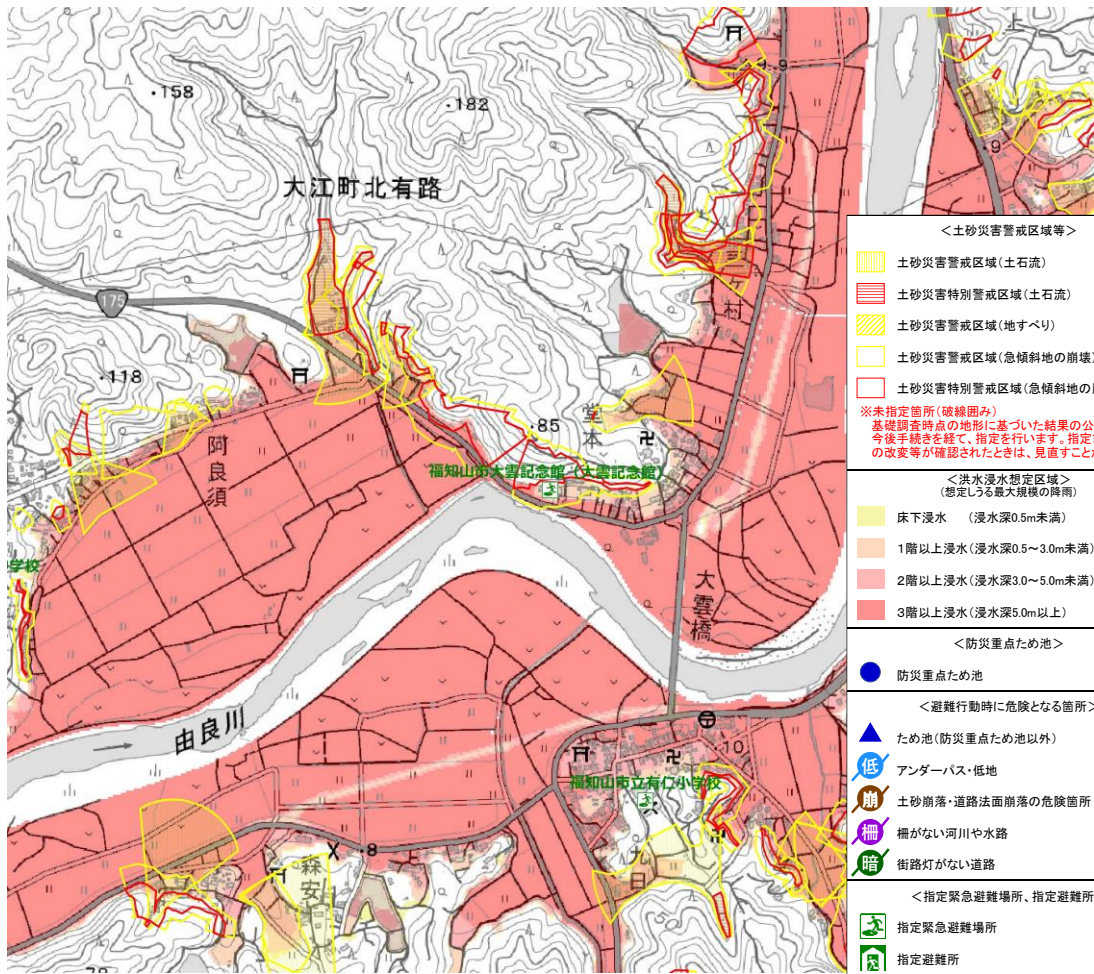 上
9.9
・158
・182
・9
大江町北有路
175
三ケ村
・118
・85
堂本
阿良須
福知山市大雲記念館(大雲記念館)
学校
大雲橋
由良川
・10
福知山市立有仁小学校
・8
森安
九日
78
＜土砂災害警戒区域等＞
土砂災害警戒区域(土石流)
土砂災害特別警戒区域(土石流)
土砂災害警戒区域(地すべり)
土砂災害警戒区域(急傾斜地の崩壊)
土砂災害特別警戒区域(急傾斜地の
※未指定箇所(破線囲み)
基礎調査時点の地形に基づいた結果の公
今後手続きを経て、指定を行います。指定
の改変等が確認されたときは、見直すことが
＜洪水浸水想定区域＞
(想定しうる最大規模の降雨)
床下浸水　(浸水深0.5m未満)
1階以上浸水(浸水深0.5～3.0m未満)
2階以上浸水(浸水深3.0～5.0m未満)
3階以上浸水(浸水深5.0m以上)
＜防災重点ため池＞
防災重点ため池
＜避難行動時に危険となる箇所＞
ため池(防災重点ため池以外)
低 アンダーパス・低地
崩 土砂崩落・道路法面崩落の危険箇所
柵 柵がない河川や水路
暗 街路灯がない道路
＜指定緊急避難場所、指定避難所
指定緊急避難場所
指定避難所